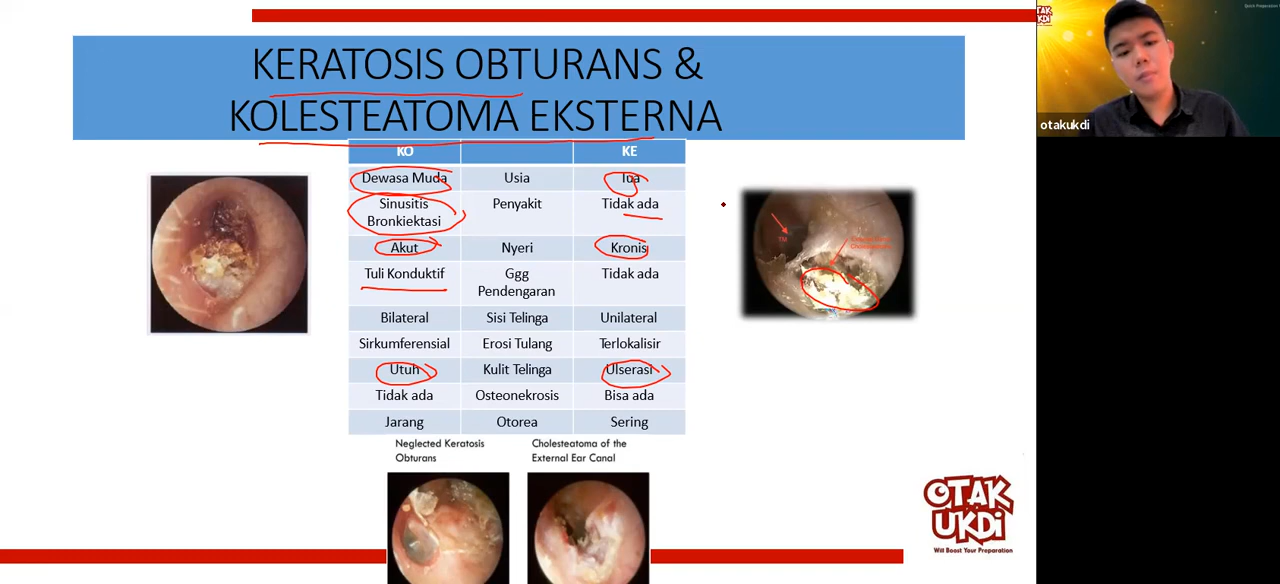 KERATOSIS OBTURANS &
KOLESTEATOMA EKSTERNA
KO KE
Dewasa Muda Usia Tua
Sinusitis Bronkiektasi Penyakit Tidak ada
Akut Nyeri Kronis
Tuli Konduktif Ggg Pendengaran Tidak ada
Bilateral Sisi Telinga Unilateral
Sirkumferensial Erosi Tulang Terlokalisir
Utuh Kulit Telinga Ulserasi
Tidak ada Osteonekrosis Bisa ada
Jarang Otorea Sering
Neglected Keratosis
Obturans
Cholesteatoma of the
External Ear Canal
TM
OTAK
UKDI
Will Boost Your Preparation
OTAK
UKDI
otakukdi